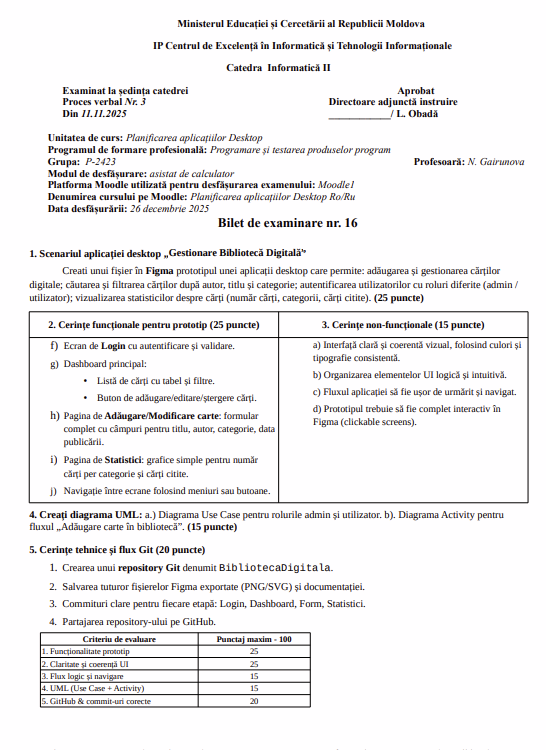 Ministerul Educației și Cercetării al Republicii Moldova
IP Centrul de Excelență în Informatică și Tehnologii Informaționale
Catedra Informatică II
Examinat la ședința catedrei
Proces verbal Nr. 3
Din 11.11.2025
Aprobat
Directoare adjunctă instruire
____________/ L. Obadă
Unitatea de curs: Planificarea aplicațiilor Desktop
Programul de formare profesională: Programare și testarea produselor program
Grupa: P-2423 Profesoară: N. Gairunova
Modul de desfășurare: asistat de calculator
Platforma Moodle utilizată pentru desfășurarea examenului: Moodle1
Denumirea cursului pe Moodle: Planificarea aplicațiilor Desktop Ro/Ru
Data desfășurării: 26 decembrie 2025
Bilet de examinare nr. 16
1. Scenariul aplicației desktop „Gestionare Bibliotecă Digitală”
Creati unui fișier în Figma prototipul unei aplicații desktop care permite: adăugarea și gestionarea cărților
digitale; căutarea și filtrarea cărților după autor, titlu și categorie; autentificarea utilizatorilor cu roluri diferite (admin /
utilizator); vizualizarea statisticilor despre cărți (număr cărți, categorii, cărți citite). (25 puncte)
2. Cerințe funcționale pentru prototip (25 puncte)
f) Ecran de Login cu autentificare și validare.
g) Dashboard principal:
• Listă de cărți cu tabel și filtre.
• Buton de adăugare/editare/ștergere cărți.
h) Pagina de Adăugare/Modificare carte: formular
complet cu câmpuri pentru titlu, autor, categorie, data
publicării.
i) Pagina de Statistici: grafice simple pentru număr
cărți per categorie și cărți citite.
j) Navigație între ecrane folosind meniuri sau butoane.
3. Cerințe non-funcționale (15 puncte)
a) Interfață clară și coerentă vizual, folosind culori și
tipografie consistentă.
b) Organizarea elementelor UI logică și intuitivă.
c) Fluxul aplicației să fie ușor de urmărit și navigat.
d) Prototipul trebuie să fie complet interactiv în
Figma (clickable screens).
4. Creați diagrama UML: a.) Diagrama Use Case pentru rolurile admin și utilizator. b). Diagrama Activity pentru
fluxul „Adăugare carte în bibliotecă”. (15 puncte)
5. Cerințe tehnice și flux Git (20 puncte)
1. Crearea unui repository Git denumit BibliotecaDigitala.
2. Salvarea tuturor fișierelor Figma exportate (PNG/SVG) și documentației.
3. Commituri clare pentru fiecare etapă: Login, Dashboard, Form, Statistici.
4. Partajarea repository-ului pe GitHub.
Criteriu de evaluare Punctaj maxim - 100
1. Funcționalitate prototip 25
2. Claritate și coerență UI 25
3. Flux logic și navigare 15
4. UML (Use Case + Activity) 15
5. GitHub & commit-uri corecte 20